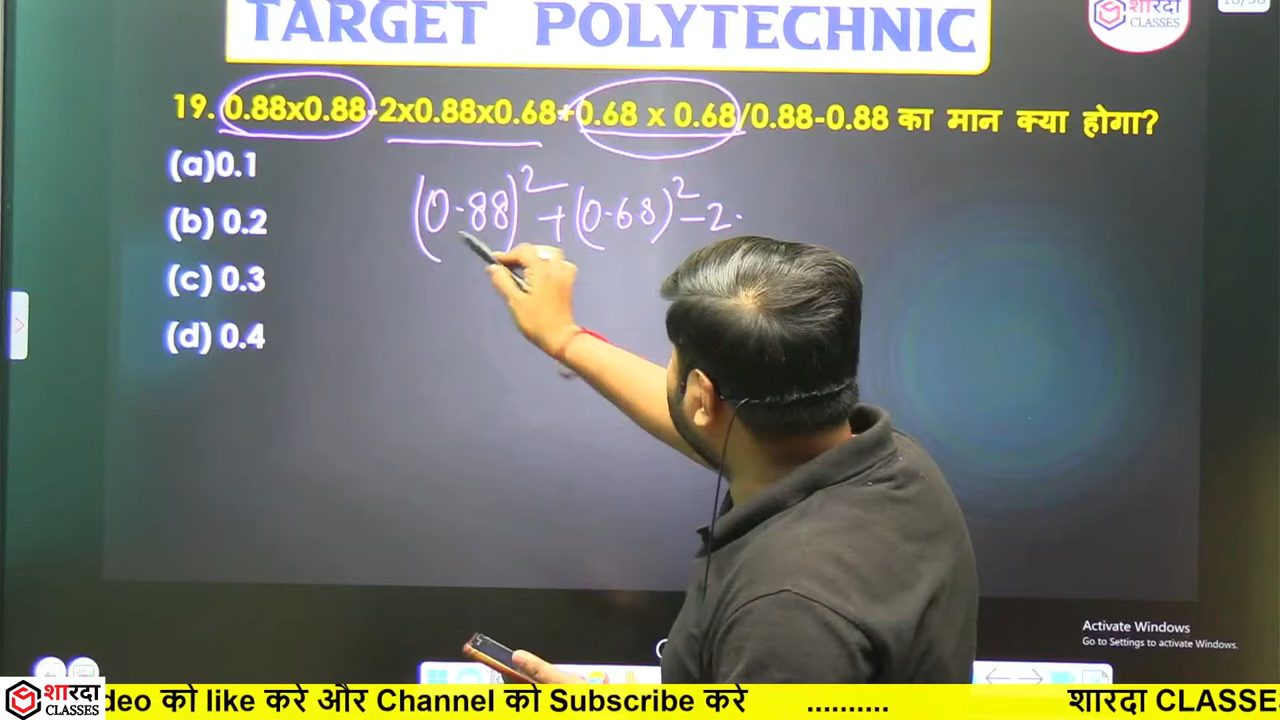 TARGET POLYTECHNIC
शारदा
CLASSES
19. 0.88x0.88-2x0.88x0.68+0.68 x 0.68/0.88-0.88 का मान क्या होगा?
(a)0.1
(b) 0.2
(c) 0.3
(d) 0.4
(0.88)² + (0.68)² - 2.
Activate Windows
Go to Settings to activate Windows.
शारदा
CLASSES
deo को like करे और Channel को Subscribe करे .......... शारदा CLASSE